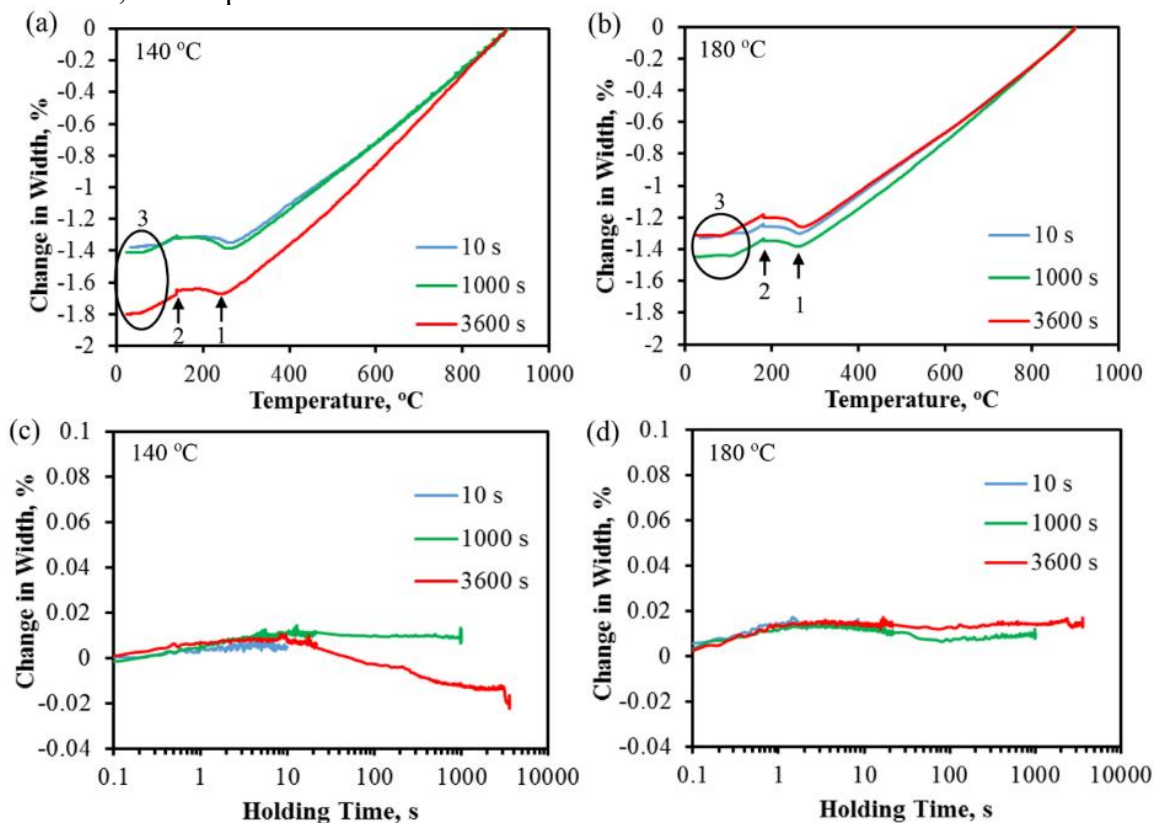 (a)
140 °C
Change in Width, %
0
-0.2
-0.4
-0.6
-0.8
-1
-1.2
-1.4
-1.6
-1.8
-2
3
2
1
10 s
1000 s
3600 s
0 200 400 600 800 1000
Temperature, °C
(b)
180 °C
Change in Width, %
0
-0.2
-0.4
-0.6
-0.8
-1
-1.2
-1.4
-1.6
-1.8
-2
3
2
1
10 s
1000 s
3600 s
0 200 400 600 800 1000
Temperature, °C
(c)
140 °C
Change in Width, %
0.1
0.08
0.06
0.04
0.02
0
-0.02
-0.04
10 s
1000 s
3600 s
0.1 1 10 100 1000 10000
Holding Time, s
(d)
180 °C
Change in Width, %
0.1
0.08
0.06
0.04
0.02
0
-0.02
-0.04
10 s
1000 s
3600 s
0.1 1 10 100 1000 10000
Holding Time, s